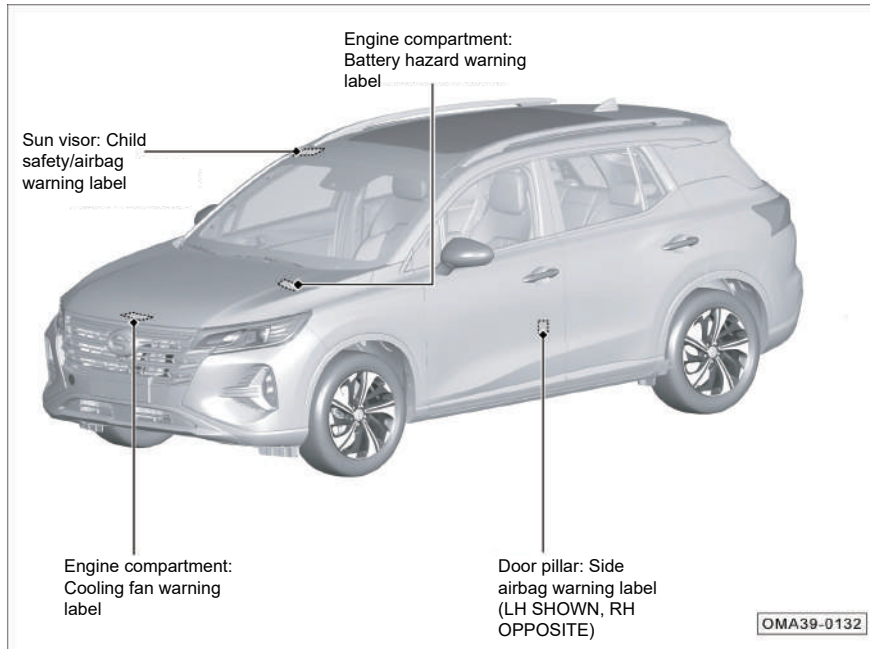 Engine compartment:
Battery hazard warning
label
Sun visor: Child
safety/airbag
warning label
Engine compartment:
Cooling fan warning
label
Door pillar: Side
airbag warning label
(LH SHOWN, RH
OPPOSITE)
OMA39-0132